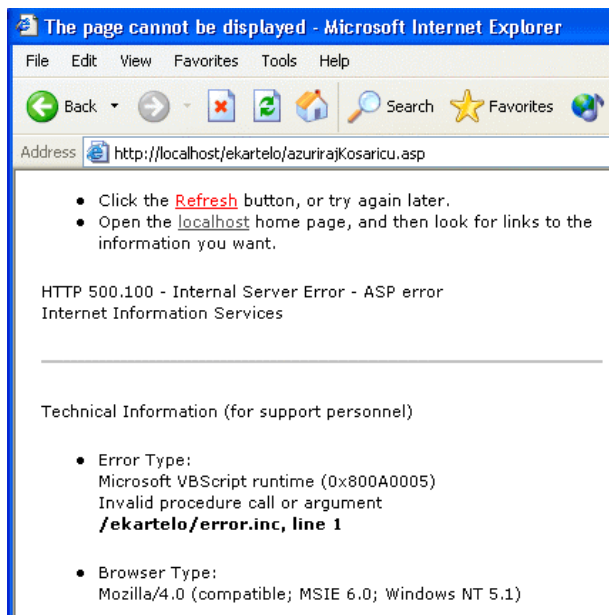 The page cannot be displayed - Microsoft Internet Explorer
File Edit View Favorites Tools Help
Back Search Favorites
Address http://localhost/ekartelo/azurirajKosaricu.asp
• Click the Refresh button, or try again later.
• Open the localhost home page, and then look for links to the
information you want.
HTTP 500.100 - Internal Server Error - ASP error
Internet Information Services
Technical Information (for support personnel)
• Error Type:
Microsoft VBScript runtime (0x800A0005)
Invalid procedure call or argument
/ekartelo/error.inc, line 1
• Browser Type:
Mozilla/4.0 (compatible; MSIE 6.0; Windows NT 5.1)